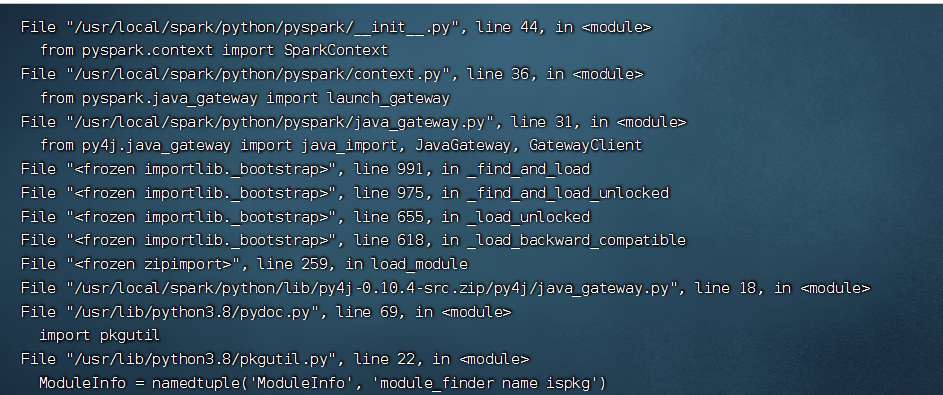 File "/usr/local/spark/python/pyspark/__init__.py", line 44, in <module>
from pyspark.context import SparkContext
File "/usr/local/spark/python/pyspark/context.py", line 36, in <module>
from pyspark.java_gateway import launch_gateway
File "/usr/local/spark/python/pyspark/java_gateway.py", line 31, in <module>
from py4j.java_gateway import java_import, JavaGateway, GatewayClient
File "<frozen importlib._bootstrap>", line 991, in _find_and_load
File "<frozen importlib._bootstrap>", line 975, in _find_and_load_unlocked
File "<frozen importlib._bootstrap>", line 655, in _load_unlocked
File "<frozen importlib._bootstrap>", line 618, in _load_backward_compatible
File "<frozen zipimport>", line 259, in load_module
File "/usr/local/spark/python/lib/py4j-0.10.4-src.zip/py4j/java_gateway.py", line 18, in <module>
File "/usr/lib/python3.8/pydoc.py", line 69, in <module>
import pkgutil
File "/usr/lib/python3.8/pkgutil.py", line 22, in <module>
ModuleInfo = namedtuple('ModuleInfo', 'module_finder name ispkg')